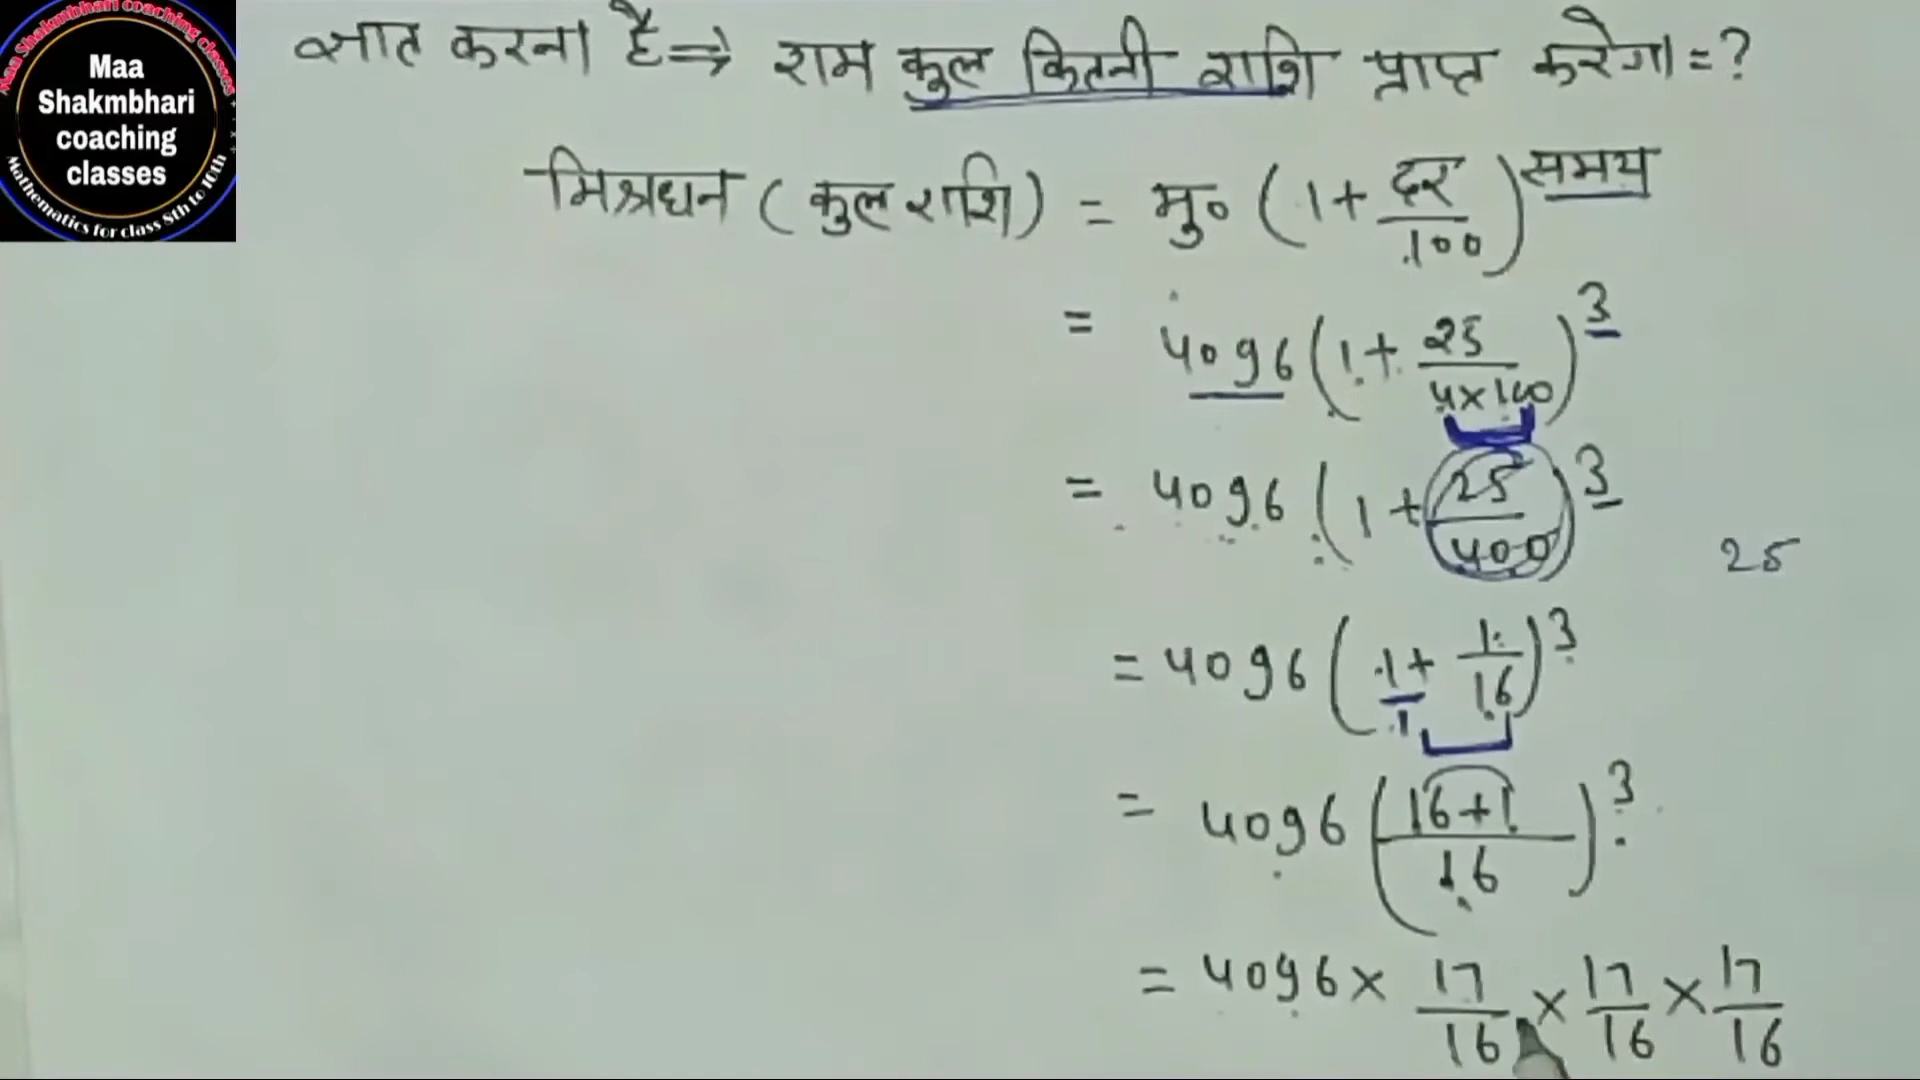 Maa Shakmbhari coaching classes
Maa
Shakmbhari
coaching
classes
Mathematics for class 8th to 10th
ज्ञात करना है ⇒ राम कुल कितनी राशि प्राप्त करेगा = ?
मिश्रधन ( कुल राशि ) = मु० ( 1 + दर / 100 )^समय
= 4096 ( 1 + 25 / 4×100 )^3
= 4096 ( 1 + 25 / 400 )^3
25
= 4096 ( 1/1 + 1/16 )^3
= 4096 ( 16+1 / 16 )^3
= 4096 × 17/16 × 17/16 × 17/16